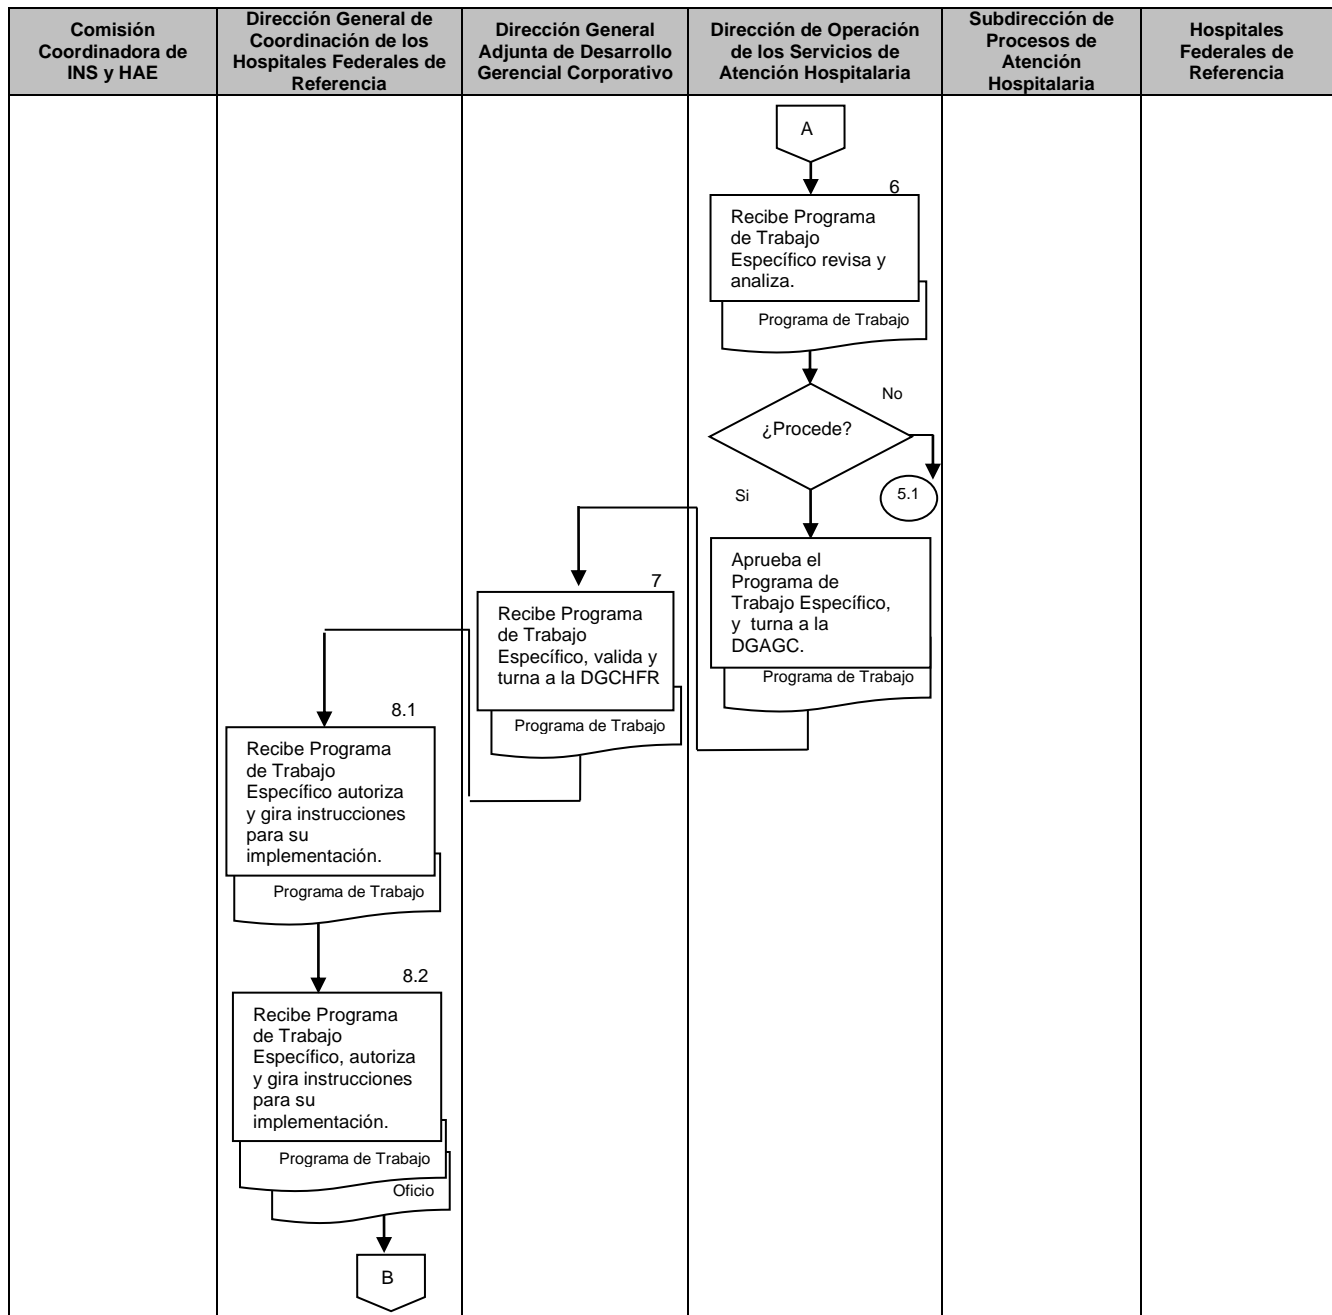 Comisión
Coordinadora de
INS y HAE
Dirección General de
Coordinación de los
Hospitales Federales de
Referencia
Dirección General
Adjunta de Desarrollo
Gerencial Corporativo
Dirección de Operación
de los Servicios de
Atención Hospitalaria
Subdirección de
Procesos de
Atención
Hospitalaria
Hospitales
Federales de
Referencia
A
6
Recibe Programa
de Trabajo
Específico revisa y
analiza.
Programa de Trabajo
¿Procede?
No
5.1
Si
Aprueba el
Programa de
Trabajo Específico,
y turna a la
DGAGC.
Programa de Trabajo
7
Recibe Programa
de Trabajo
Específico, valida y
turna a la DGCHFR
Programa de Trabajo
8.1
Recibe Programa
de Trabajo
Específico autoriza
y gira instrucciones
para su
implementación.
Programa de Trabajo
8.2
Recibe Programa
de Trabajo
Específico, autoriza
y gira instrucciones
para su
implementación.
Programa de Trabajo
Oficio
B